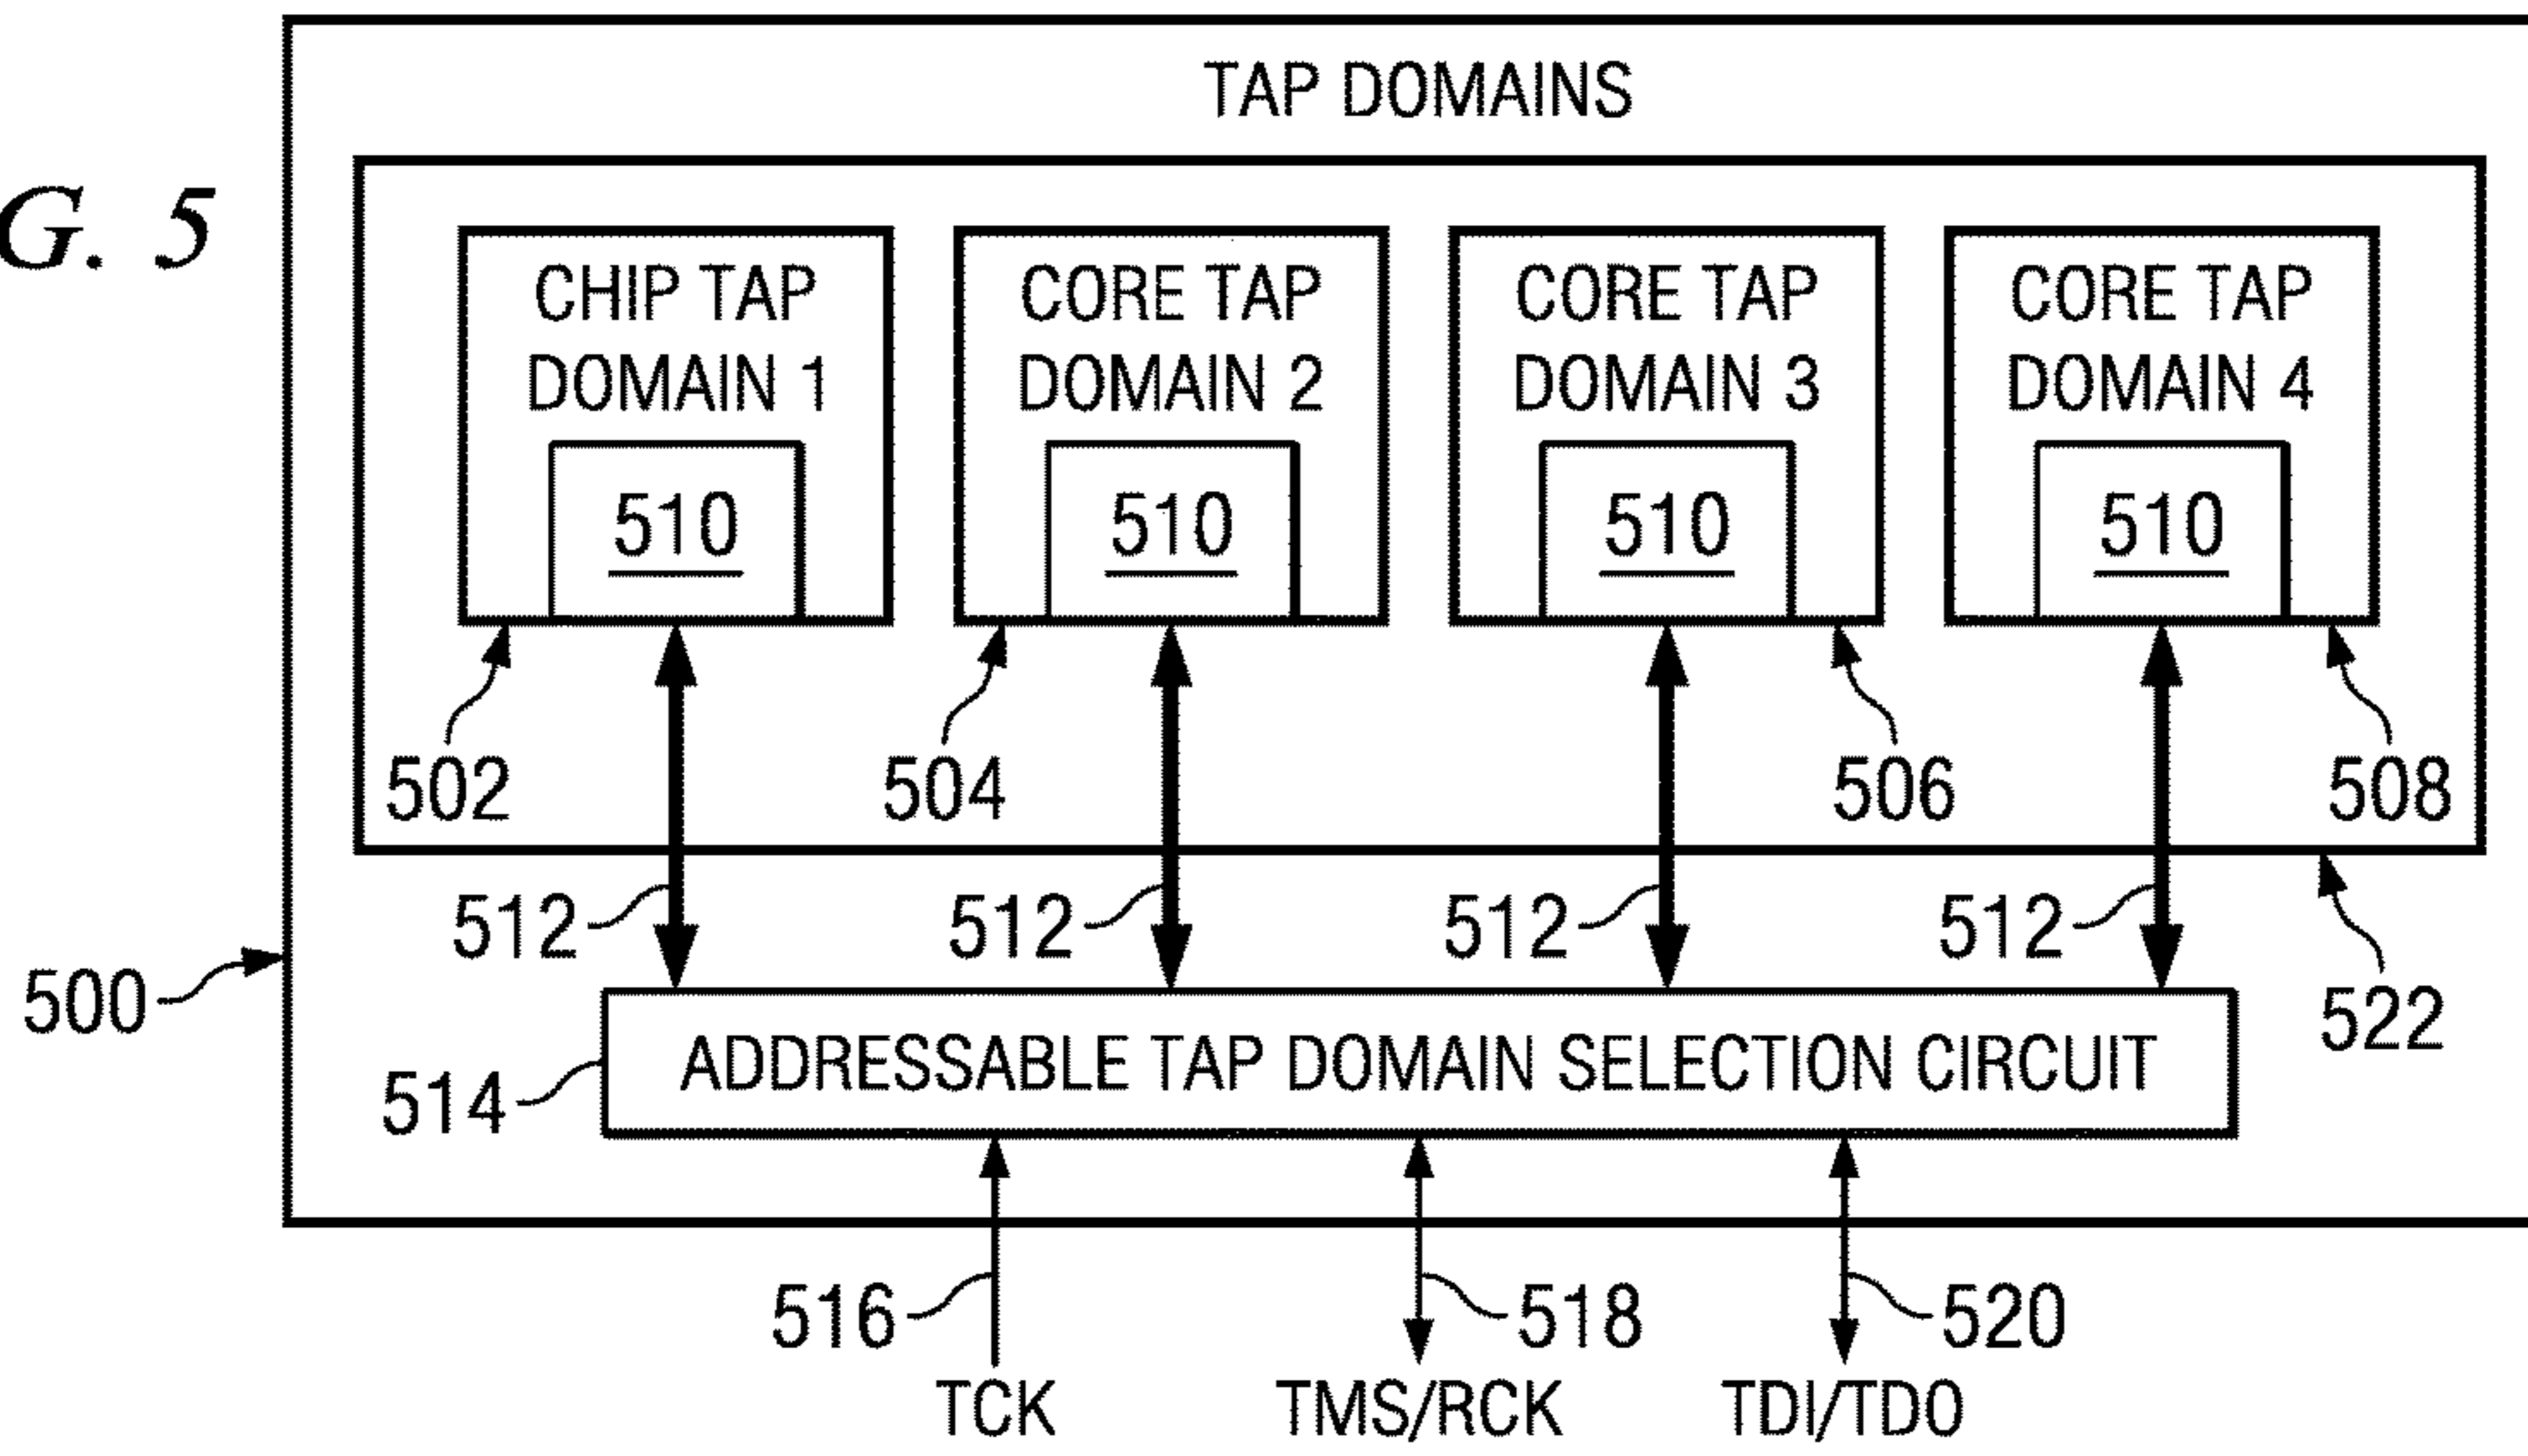 TAP DOMAINS
G. 5
CHIP TAP
DOMAIN 1
510
CORE TAP
DOMAIN 2
510
CORE TAP
DOMAIN 3
510
CORE TAP
DOMAIN 4
510
502
504
506
508
512
512
512
512
500
522
514
ADDRESSABLE TAP DOMAIN SELECTION CIRCUIT
516
518
520
TCK
TMS/RCK
TDI/TDO